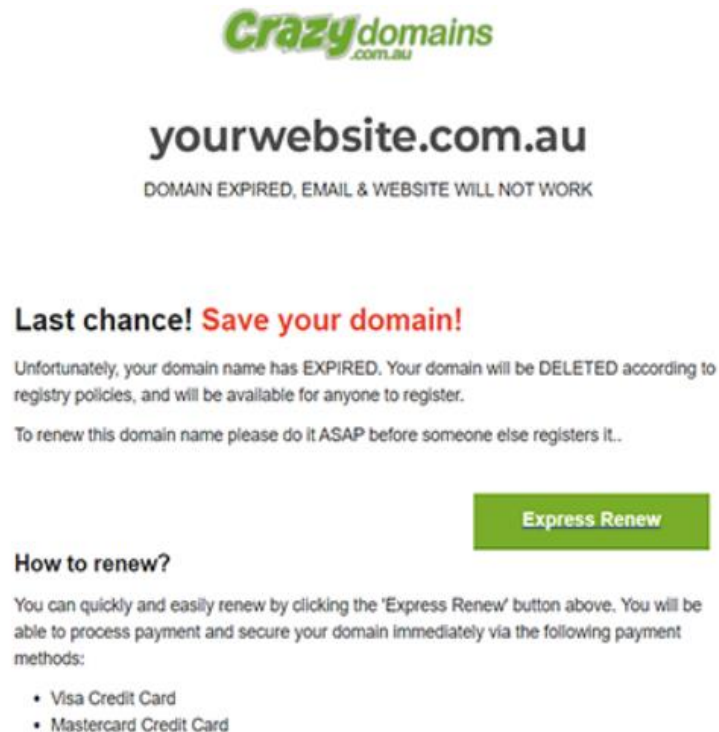 Crazydomains
.com.au
yourwebsite.com.au
DOMAIN EXPIRED, EMAIL & WEBSITE WILL NOT WORK
Last chance! Save your domain!
Unfortunately, your domain name has EXPIRED. Your domain will be DELETED according to
registry policies, and will be available for anyone to register.
To renew this domain name please do it ASAP before someone else registers it..
Express Renew
How to renew?
You can quickly and easily renew by clicking the 'Express Renew' button above. You will be
able to process payment and secure your domain immediately via the following payment
methods:
• Visa Credit Card
• Mastercard Credit Card